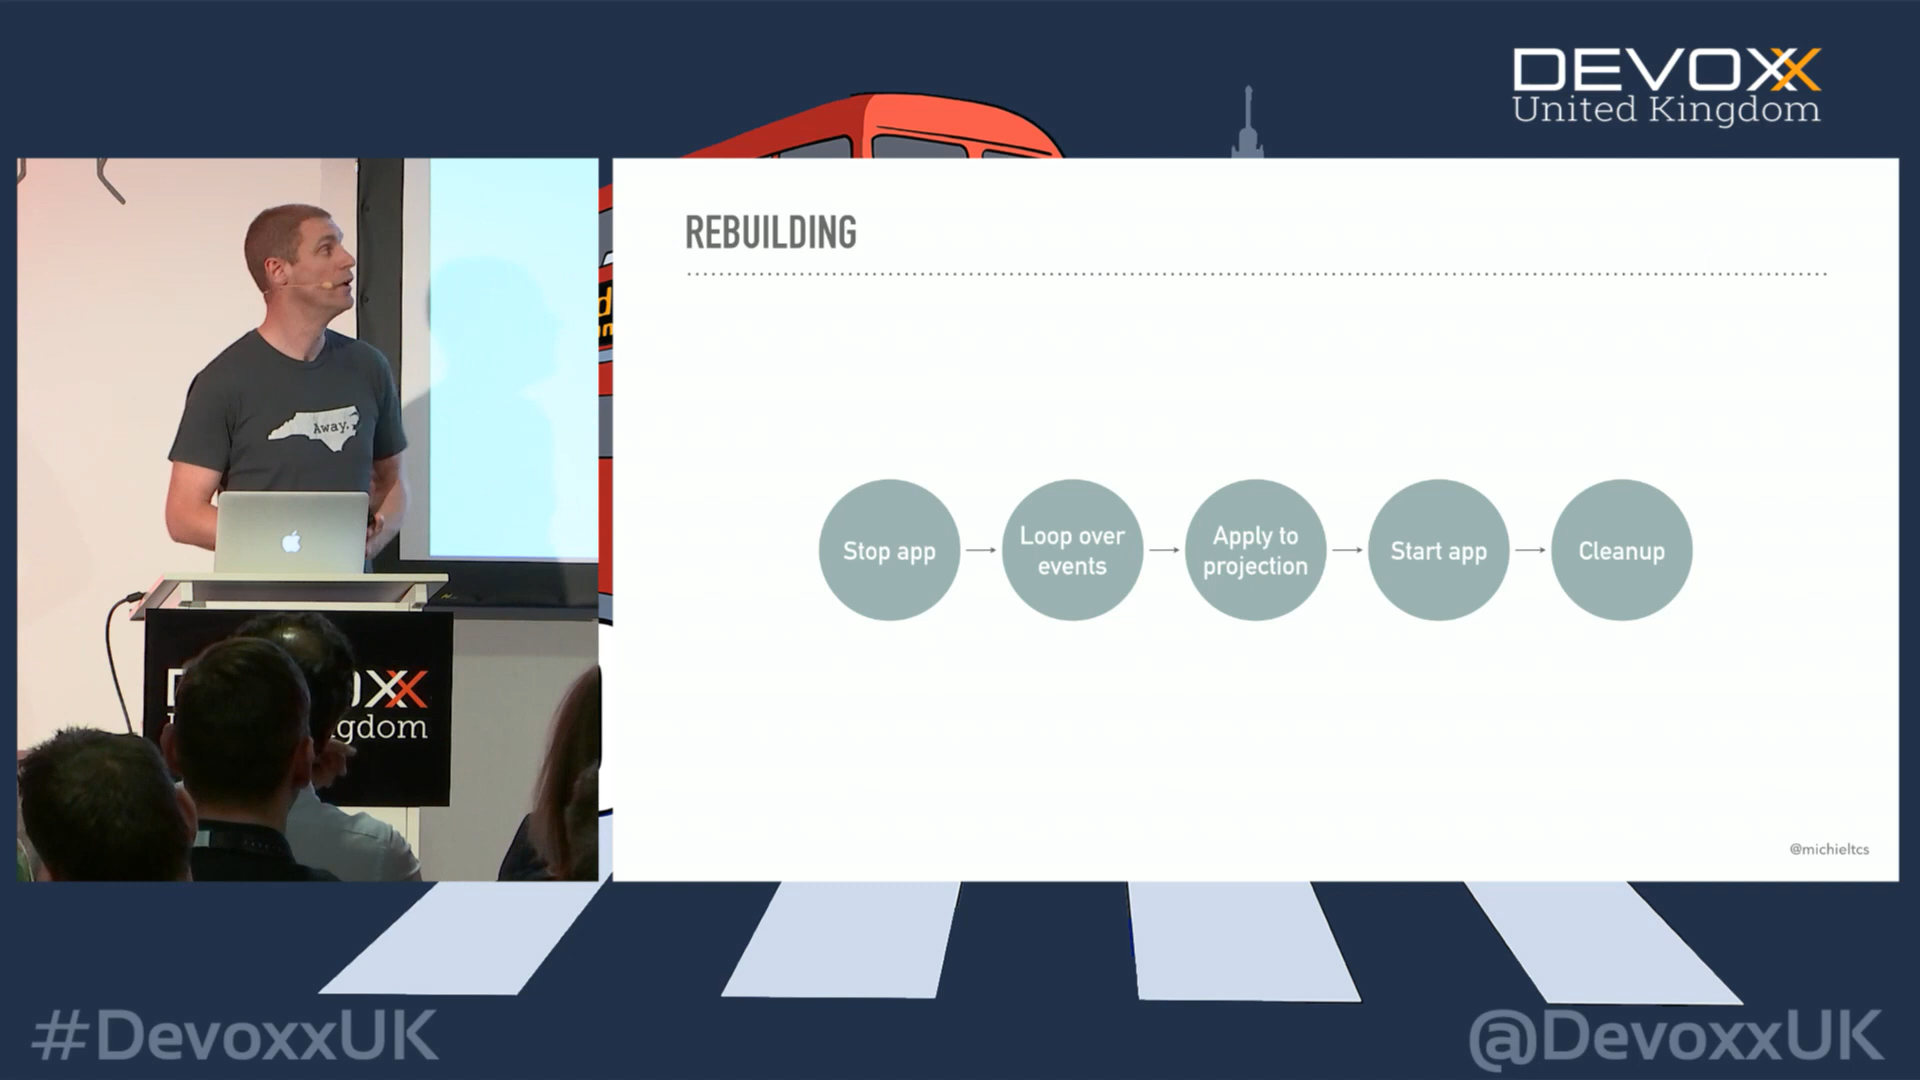 DEVOXX
United Kingdom
REBUILDING
Away.
Stop app
Loop over
events
Apply to
projection
Start app
Cleanup
@michieltcs
#DevoxxUK
@DevoxxUK